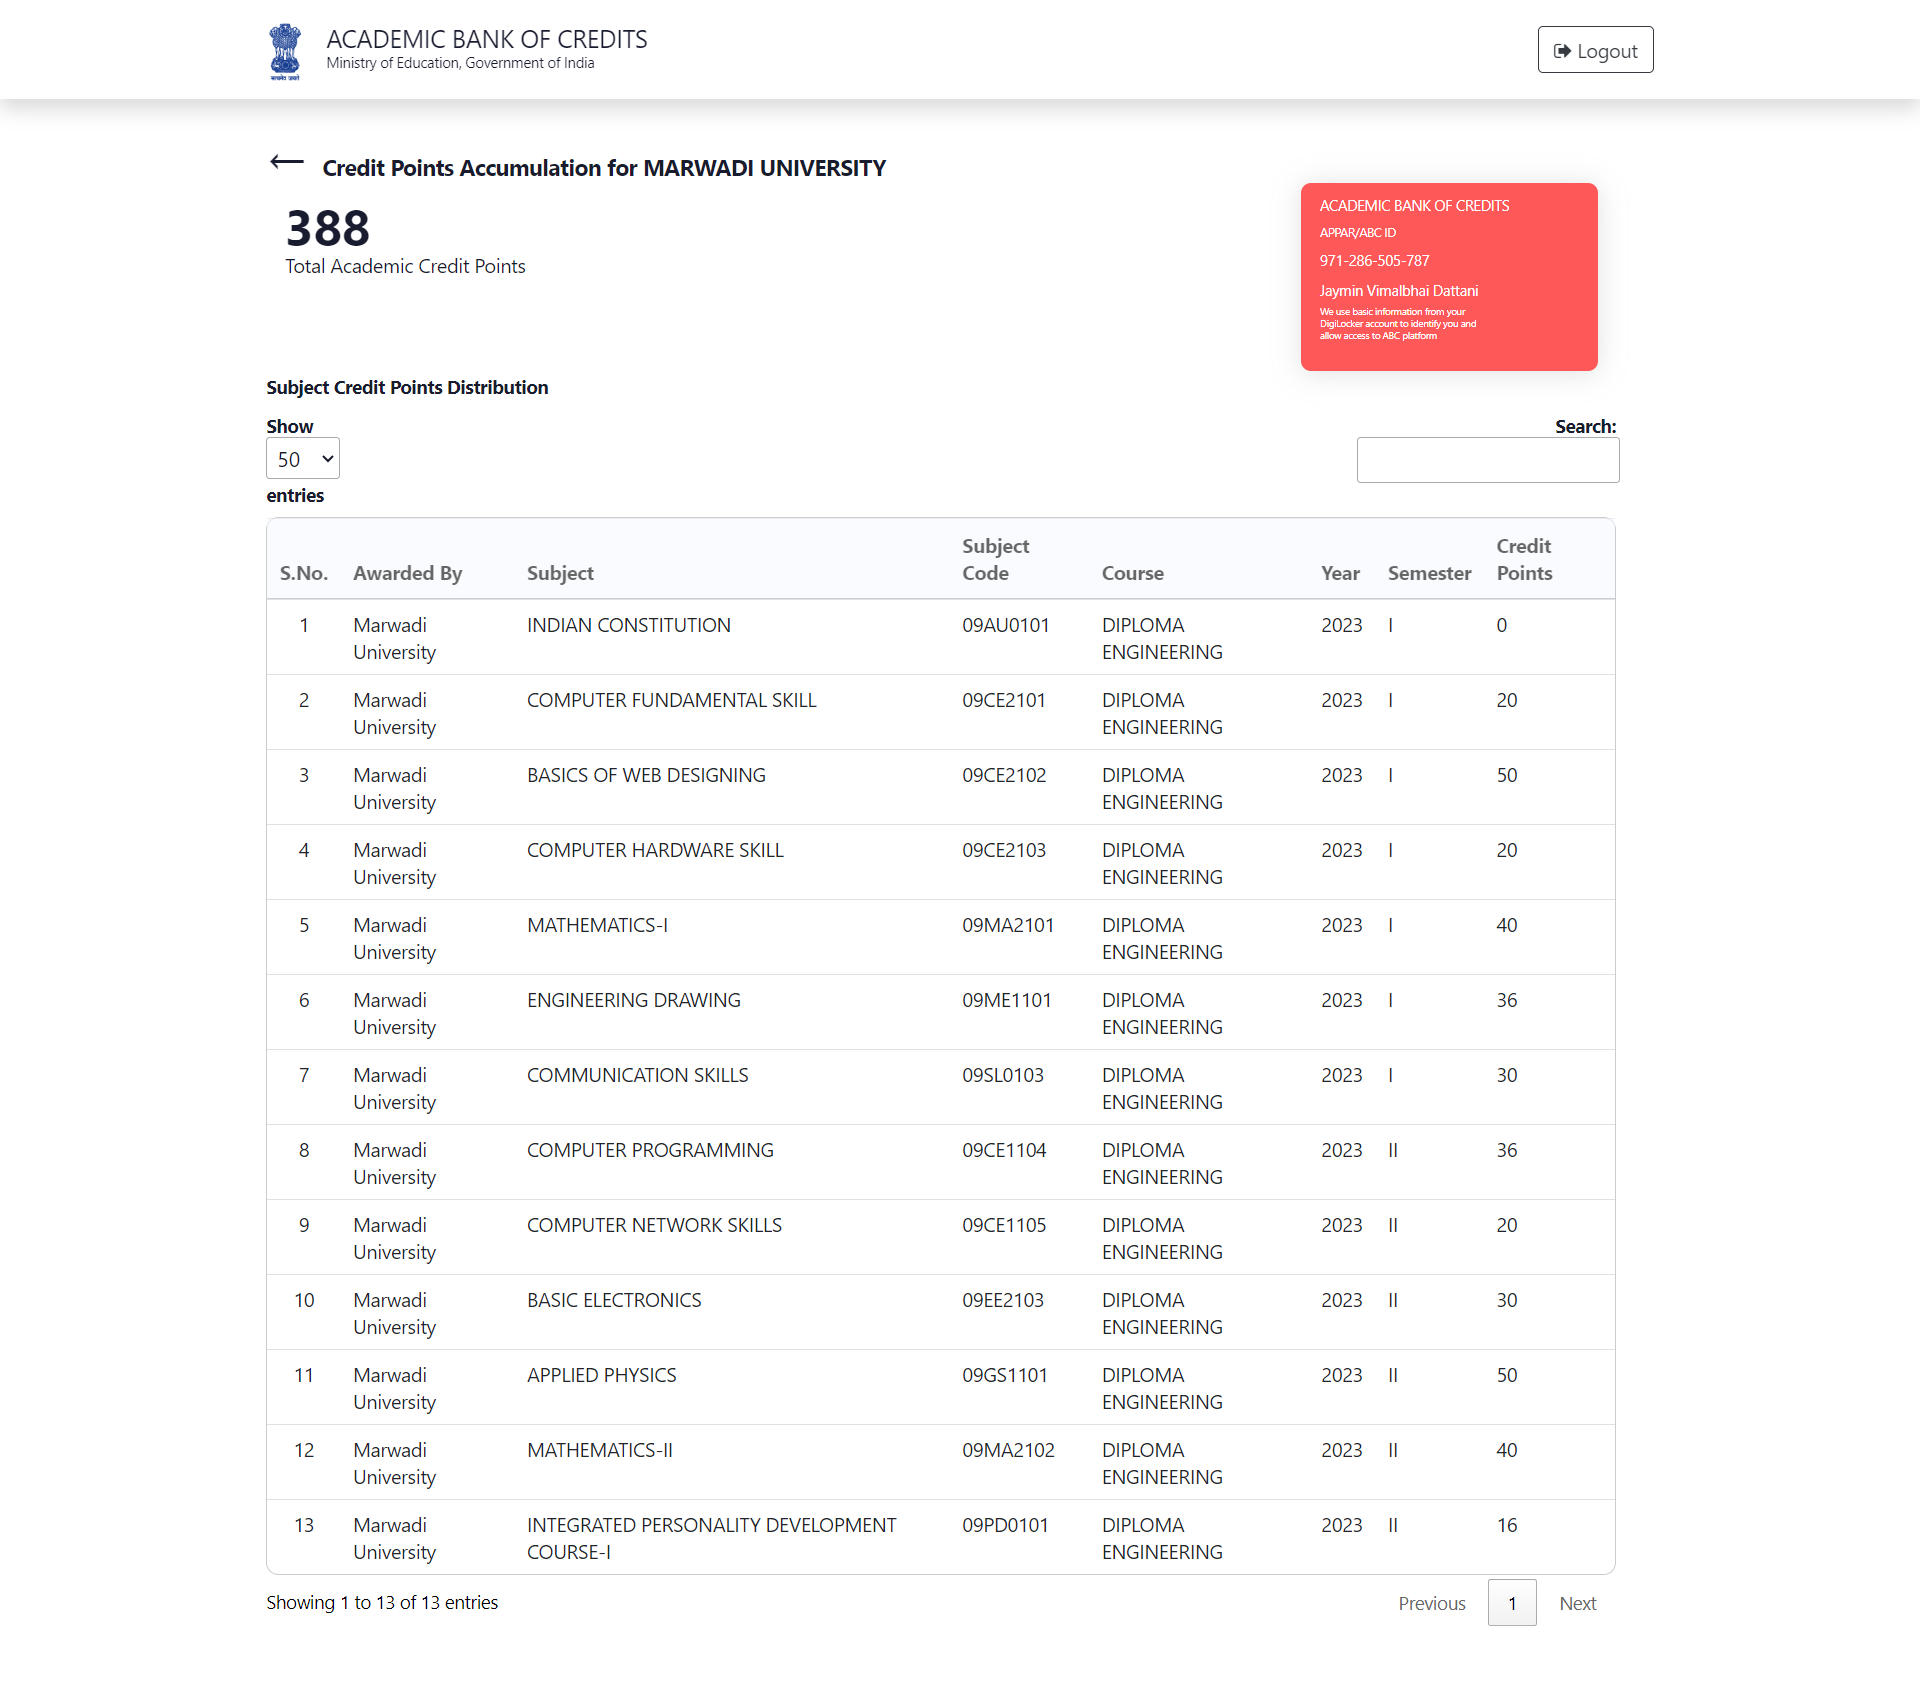 ACADEMIC BANK OF CREDITS
Ministry of Education, Government of India
सत्यमेव जयते
Logout
Credit Points Accumulation for MARWADI UNIVERSITY
388
Total Academic Credit Points
ACADEMIC BANK OF CREDITS
APPAR/ABC ID
971-286-505-787
Jaymin Vimalbhai Dattani
We use basic information from your
DigiLocker account to identify you and
allow access to ABC platform
Subject Credit Points Distribution
Show
50
entries
Search:
S.No. Awarded By Subject Subject Code Course Year Semester Credit Points
1 Marwadi University INDIAN CONSTITUTION 09AU0101 DIPLOMA ENGINEERING 2023 I 0
2 Marwadi University COMPUTER FUNDAMENTAL SKILL 09CE2101 DIPLOMA ENGINEERING 2023 I 20
3 Marwadi University BASICS OF WEB DESIGNING 09CE2102 DIPLOMA ENGINEERING 2023 I 50
4 Marwadi University COMPUTER HARDWARE SKILL 09CE2103 DIPLOMA ENGINEERING 2023 I 20
5 Marwadi University MATHEMATICS-I 09MA2101 DIPLOMA ENGINEERING 2023 I 40
6 Marwadi University ENGINEERING DRAWING 09ME1101 DIPLOMA ENGINEERING 2023 I 36
7 Marwadi University COMMUNICATION SKILLS 09SL0103 DIPLOMA ENGINEERING 2023 I 30
8 Marwadi University COMPUTER PROGRAMMING 09CE1104 DIPLOMA ENGINEERING 2023 II 36
9 Marwadi University COMPUTER NETWORK SKILLS 09CE1105 DIPLOMA ENGINEERING 2023 II 20
10 Marwadi University BASIC ELECTRONICS 09EE2103 DIPLOMA ENGINEERING 2023 II 30
11 Marwadi University APPLIED PHYSICS 09GS1101 DIPLOMA ENGINEERING 2023 II 50
12 Marwadi University MATHEMATICS-II 09MA2102 DIPLOMA ENGINEERING 2023 II 40
13 Marwadi University INTEGRATED PERSONALITY DEVELOPMENT COURSE-I 09PD0101 DIPLOMA ENGINEERING 2023 II 16
Showing 1 to 13 of 13 entries
Previous 1 Next